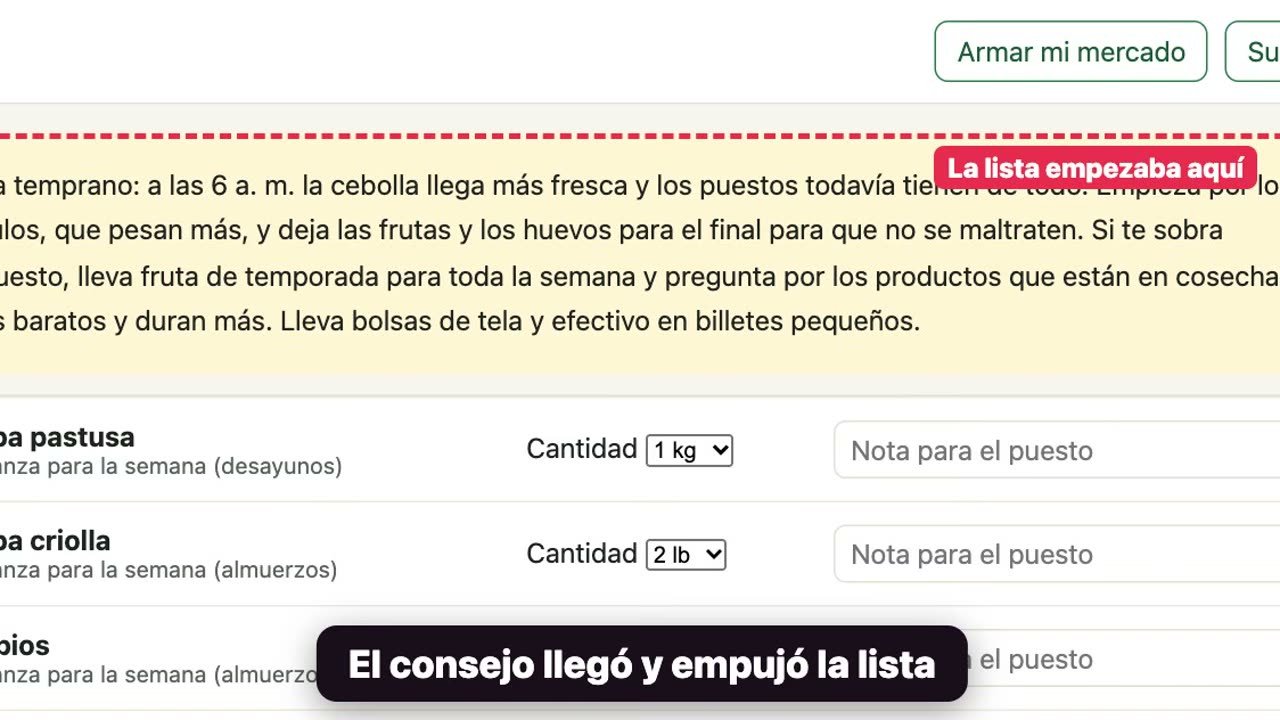 Armar mi mercado
Su
La lista empezaba aquí
a temprano: a las 6 a. m. la cebolla llega más fresca y los puestos todavía tienen de todo. Empieza por lo
ulos, que pesan más, y deja las frutas y los huevos para el final para que no se maltraten. Si te sobra
uesto, lleva fruta de temporada para toda la semana y pregunta por los productos que están en cosecha
s baratos y duran más. Lleva bolsas de tela y efectivo en billetes pequeños.
pa pastusa
anza para la semana (desayunos)
Cantidad 1 kg
Nota para el puesto
pa criolla
anza para la semana (almuerzos)
Cantidad 2 lb
Nota para el puesto
pios
anza para la semana (almuerzo
el puesto
El consejo llegó y empujó la lista